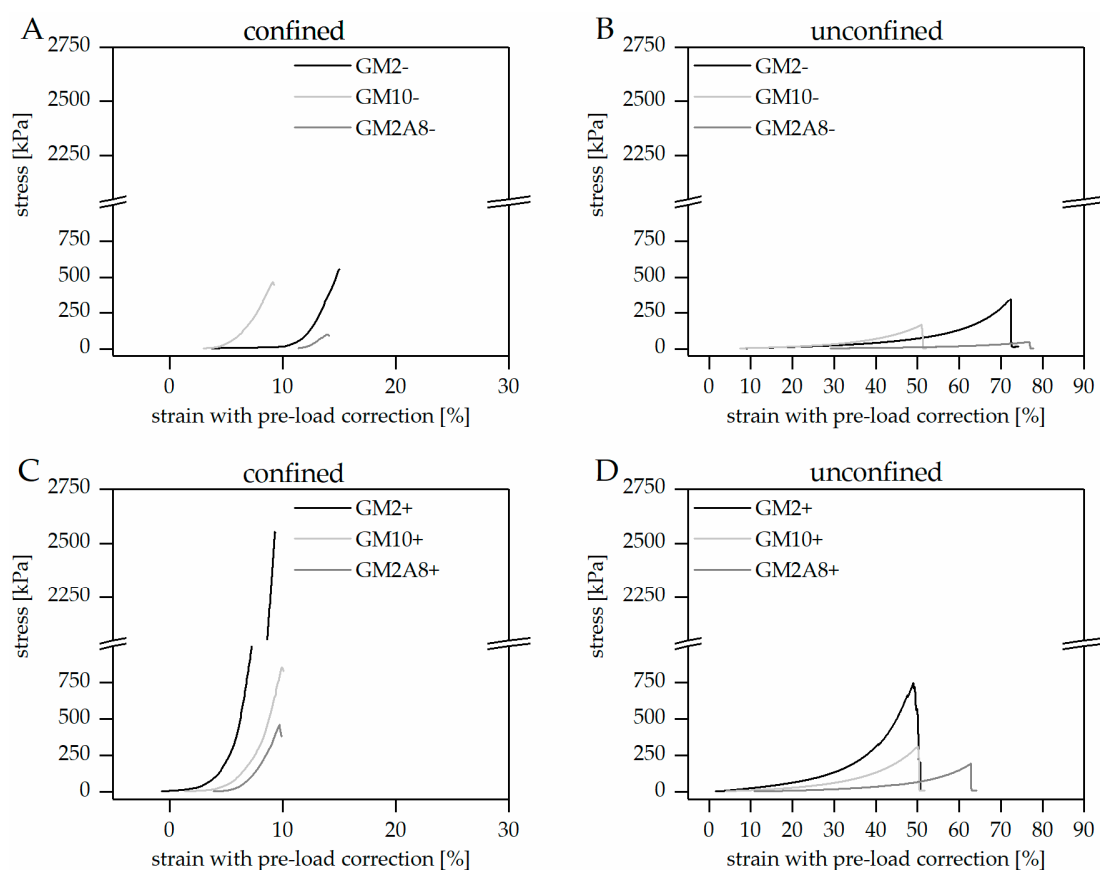 A
confined
2750
2500
2250
750
500
250
0
stress [kPa]
GM2-
GM10-
GM2A8-
0 10 20 30
strain with pre-load correction [%]
B
unconfined
2750
2500
2250
750
500
250
0
stress [kPa]
GM2-
GM10-
GM2A8-
0 10 20 30 40 50 60 70 80 90
strain with pre-load correction [%]
C
confined
2750
2500
2250
750
500
250
0
stress [kPa]
GM2+
GM10+
GM2A8+
0 10 20 30
strain with pre-load correction [%]
D
unconfined
2750
2500
2250
750
500
250
0
stress [kPa]
GM2+
GM10+
GM2A8+
0 10 20 30 40 50 60 70 80 90
strain with pre-load correction [%]